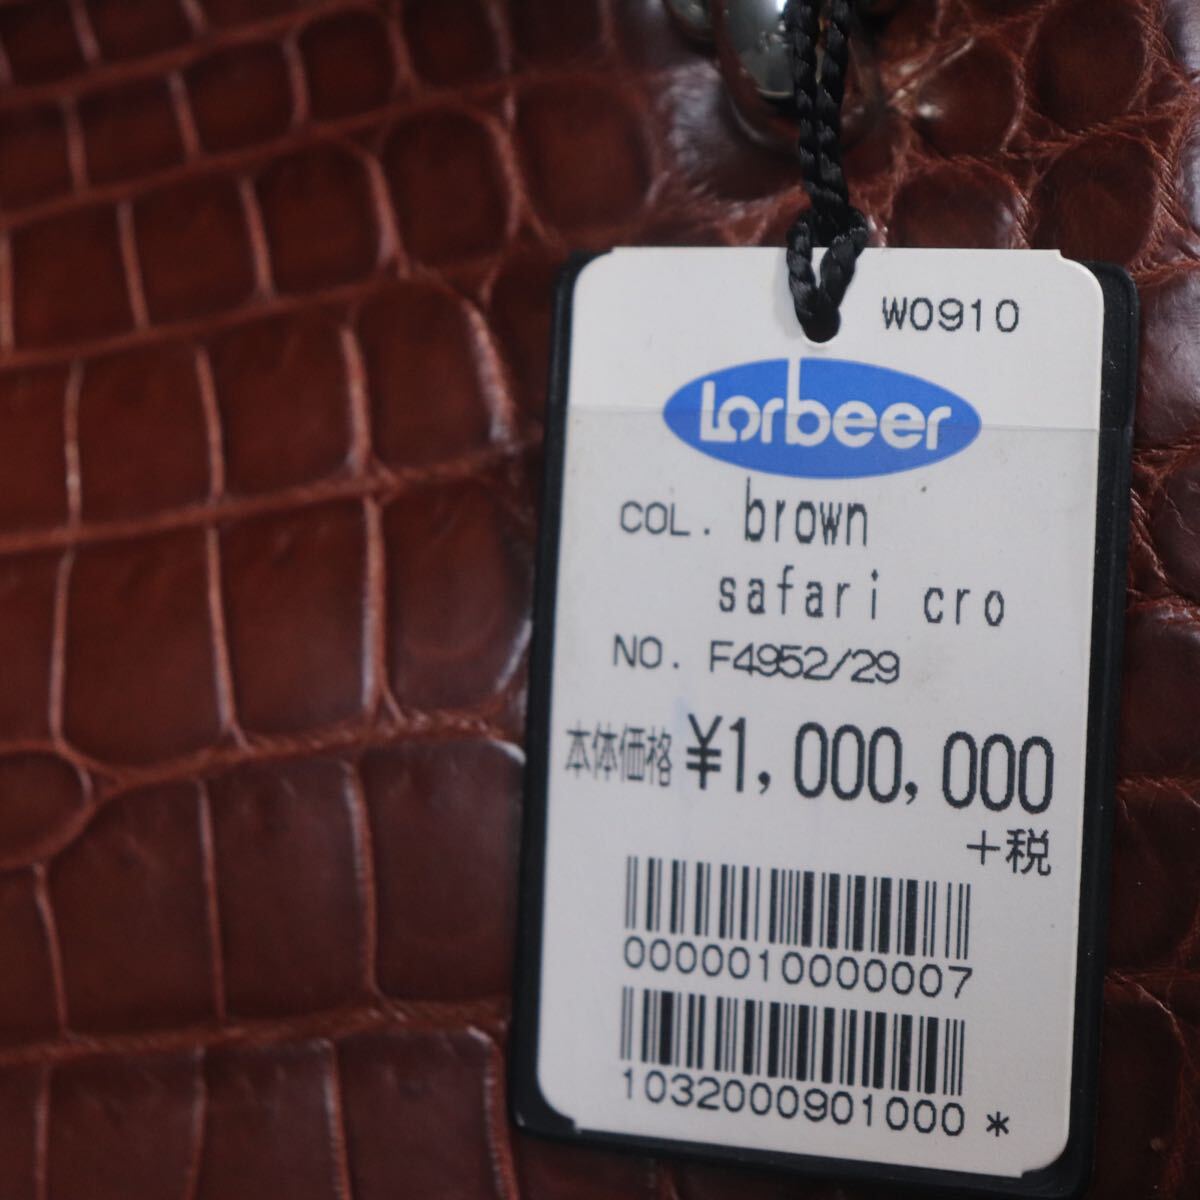 W0910
Lorbeer
COL. brown
safari cro
NO. F4952/29
本体価格 ¥1,000,000
+税
0000010000007
1032000901000 *